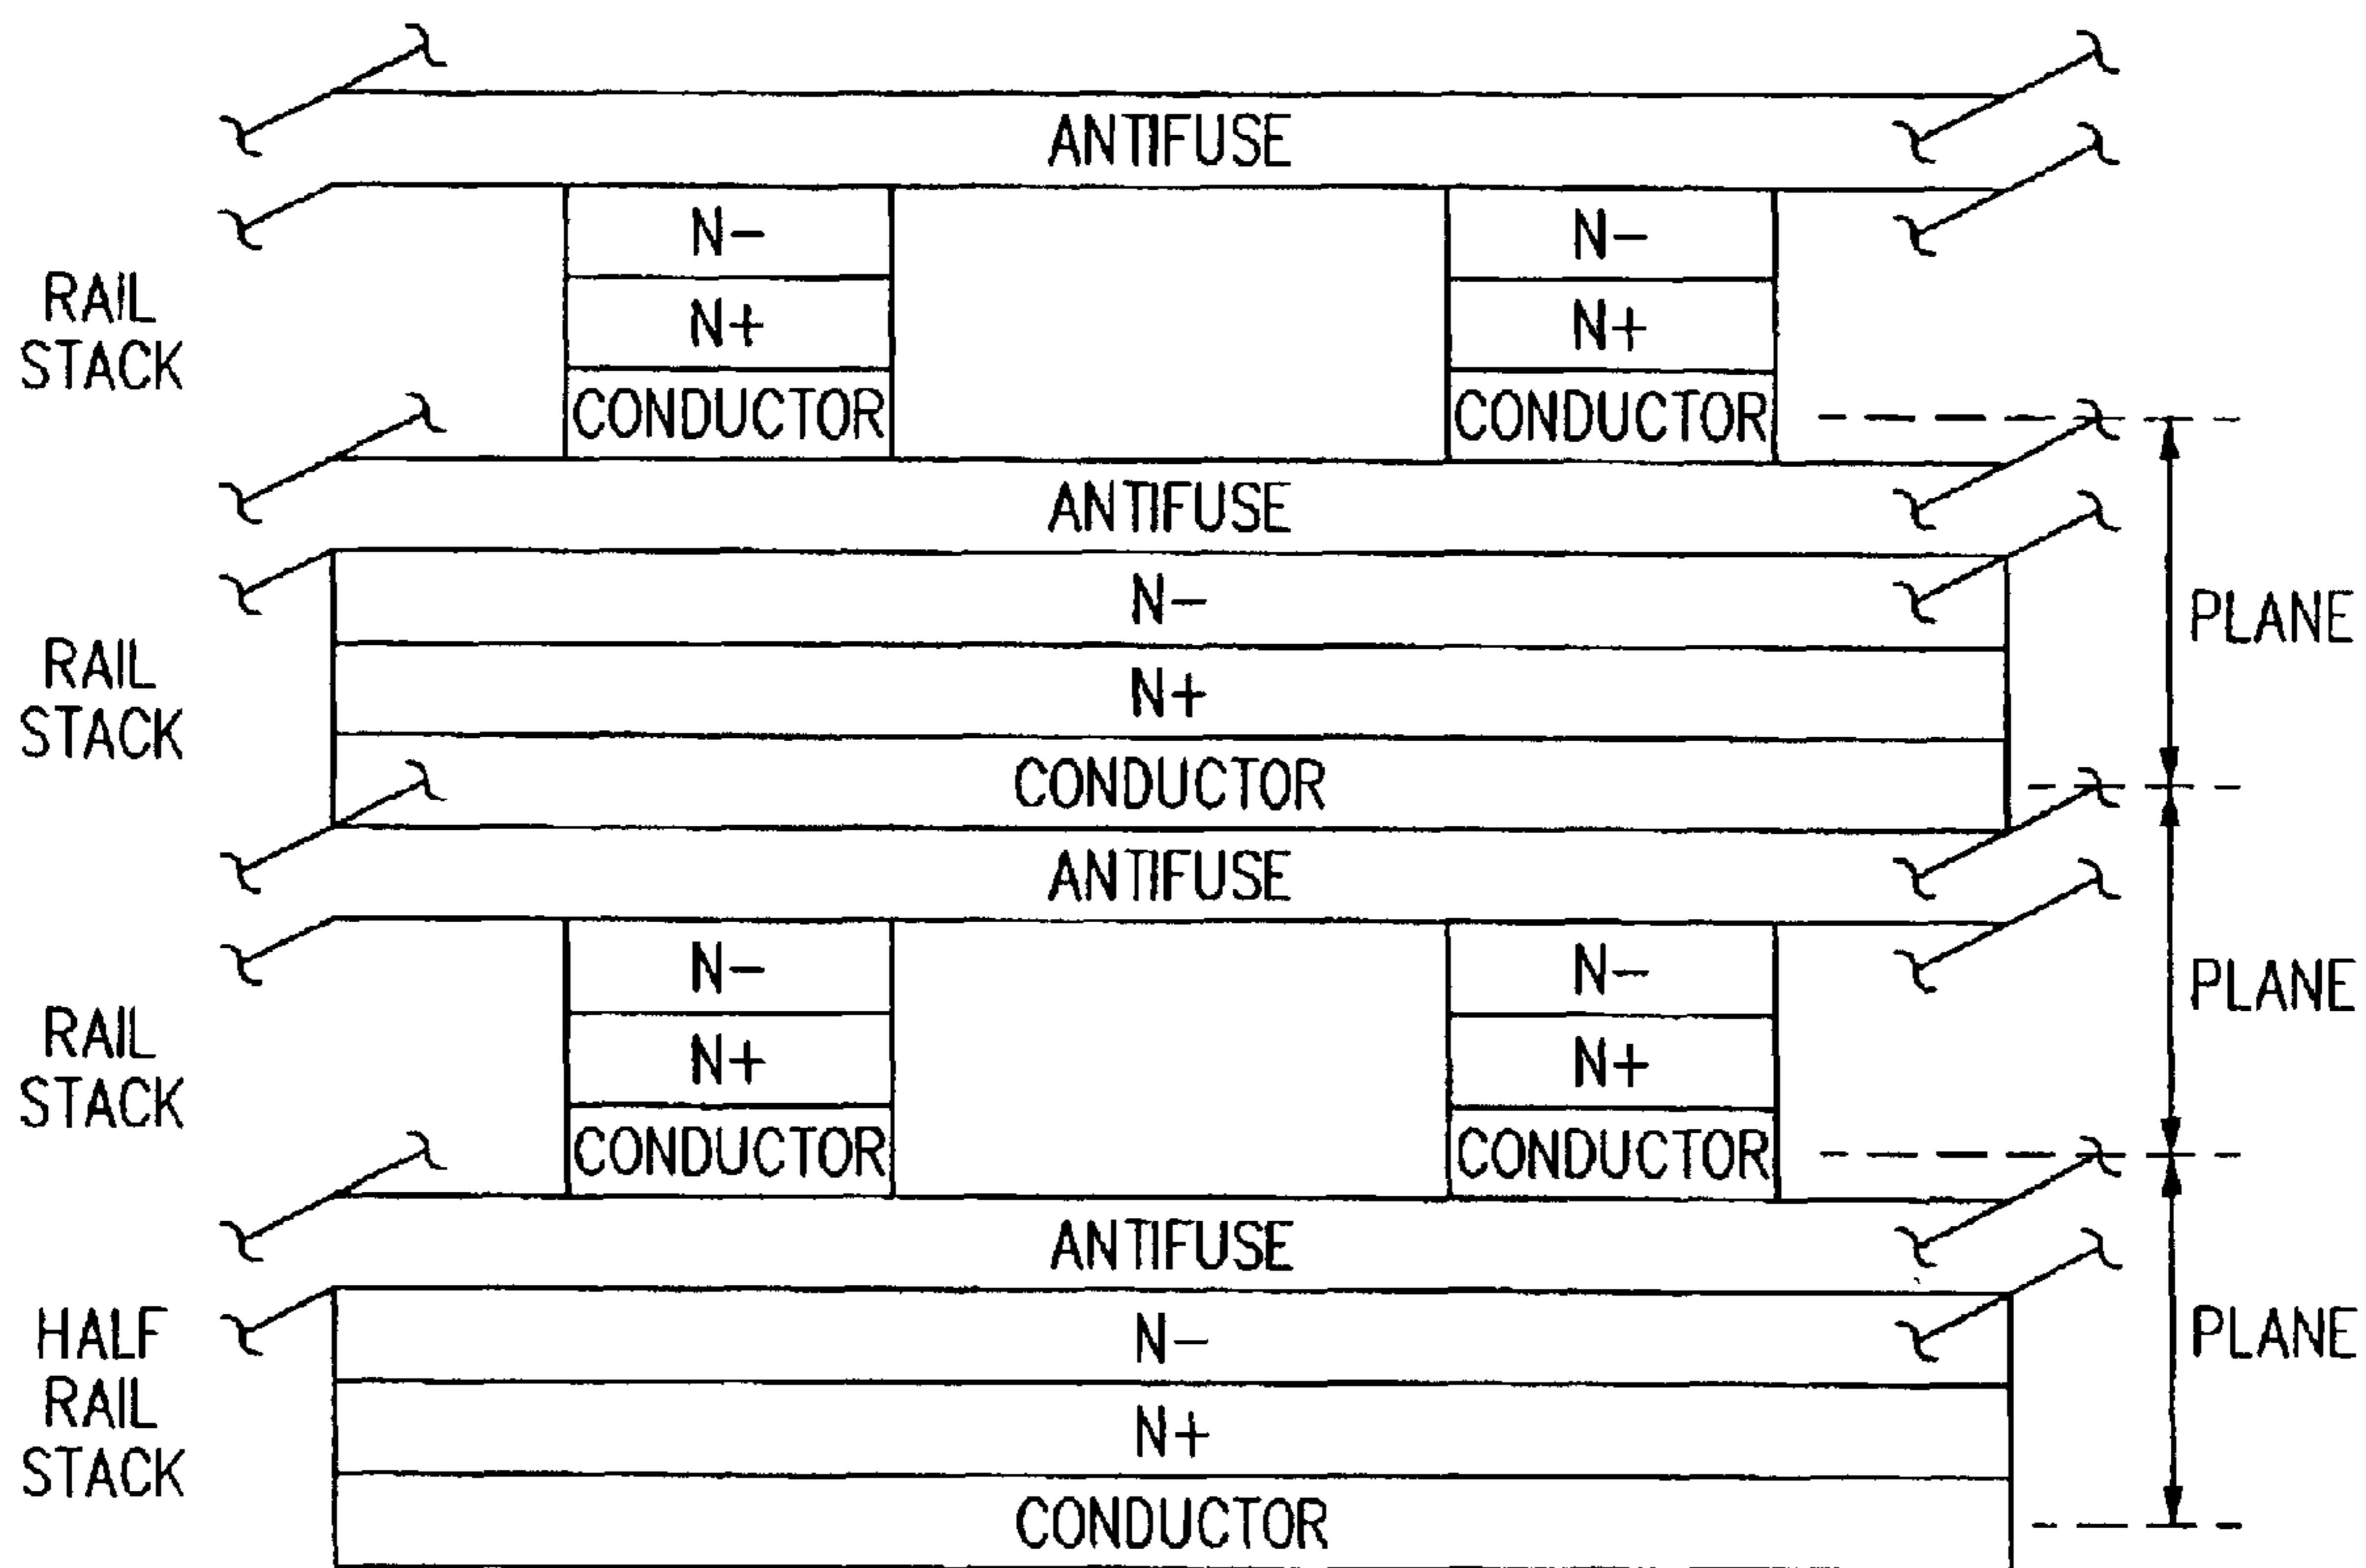 ANTIFUSE
N- N-
RAIL
STACK
N+ N+
CONDUCTOR CONDUCTOR
ANTIFUSE
N-
PLANE
RAIL
STACK
N+
CONDUCTOR
ANTIFUSE
N- N-
PLANE
RAIL
STACK
N+ N+
CONDUCTOR CONDUCTOR
ANTIFUSE
HALF
RAIL
STACK
N-
PLANE
N+
CONDUCTOR